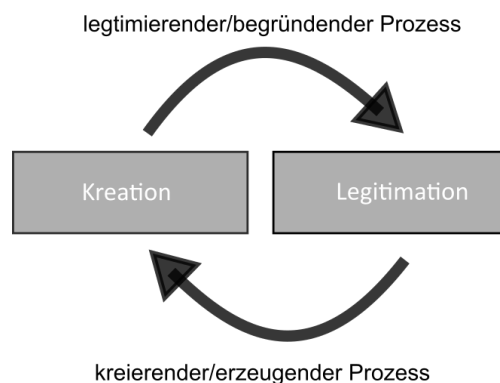 legtimierender/begründender Prozess
Kreation
Legitimation
kreierender/erzeugender Prozess